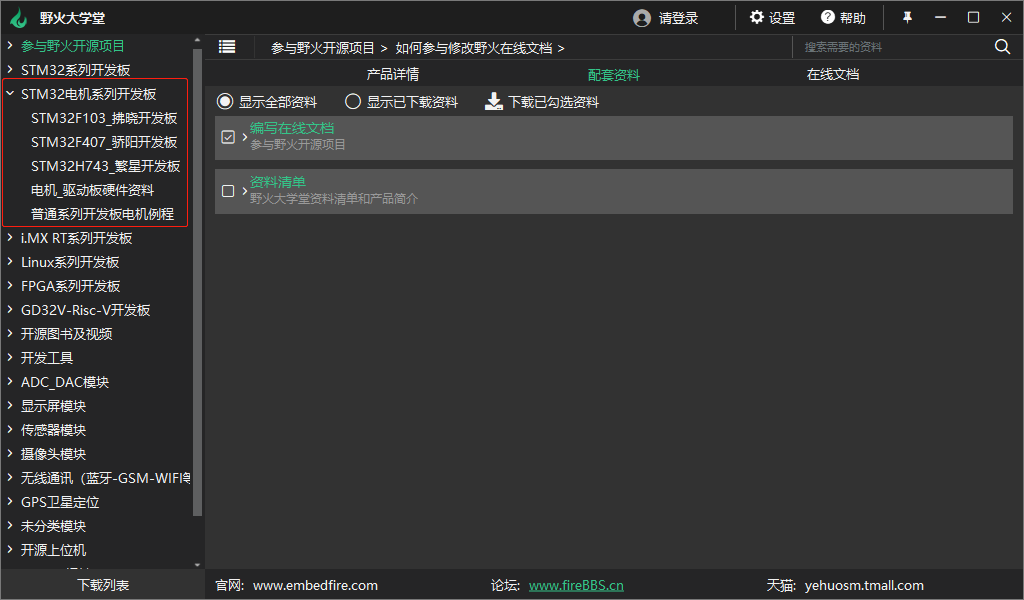 野火大学堂
请登录 设置 帮助
参与野火开源项目
STM32系列开发板
STM32电机系列开发板
STM32F103_拂晓开发板
STM32F407_骄阳开发板
STM32H743_繁星开发板
电机_驱动板硬件资料
普通系列开发板电机例程
i.MX RT系列开发板
Linux系列开发板
FPGA系列开发板
GD32V-Risc-V开发板
开源图书及视频
开发工具
ADC_DAC模块
显示屏模块
传感器模块
摄像头模块
无线通讯（蓝牙-GSM-WIFI等
GPS卫星定位
未分类模块
开源上位机
下载列表
参与野火开源项目 > 如何参与修改野火在线文档 >
搜索需要的资料
产品详情 配套资料 在线文档
显示全部资料 显示已下载资料 下载已勾选资料
编写在线文档
参与野火开源项目
资料清单
野火大学堂资料清单和产品简介
官网: www.embedfire.com 论坛: www.fireBBS.cn 天猫: yehuosm.tmall.com